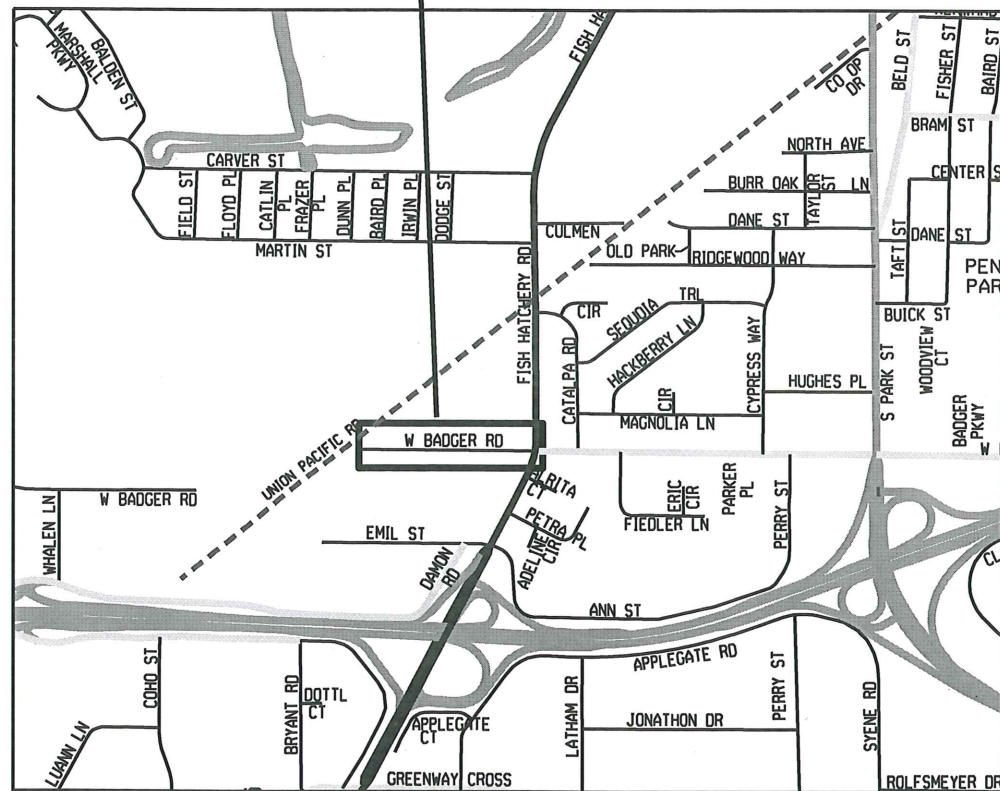 FISH HA
BALDEN ST
MARSHALL
PKWY
CO OP
DR
BELD ST
FISHER ST
BAIRD ST
BRAM ST
NORTH AVE
CARVER ST
CENTER S
BURR OAK LN
TAYLOR
ST
FIELD ST
FLOYD PL
CATLIN
PL
FRAZER
PL
DUNN PL
BAIRD PL
IRWIN PL
DODGE ST
CULMEN
DANE ST
DANE ST
TAFT ST
MARTIN ST
OLD PARK
RIDGEWOOD WAY
PEN
PAR
FISH HATCHERY RD
CIR
SEQUOIA TRL
HACKBERRY LN
BUICK ST
CATALPA RD
CYPRESS WAY
S PARK ST
WOODVIEW
CT
HUGHES PL
CIR
MAGNOLIA LN
BADGER
PKWY
UNION PACIFIC RR
W BADGER RD
W
RITA
CT
W BADGER RD
WHALEN LN
ERIC
CIR
PARKER
PL
PERRY ST
FIEDLER LN
PETRA PL
ADELINE
CIR
EMIL ST
DAMON
RD
CL
ANN ST
APPLEGATE RD
COHO ST
BRYANT RD
DOTTL
CT
LATHAM DR
PERRY ST
SYENE RD
APPLEGATE
CT
JONATHON DR
LUANN LN
GREENWAY CROSS
ROLFSMEYER DR